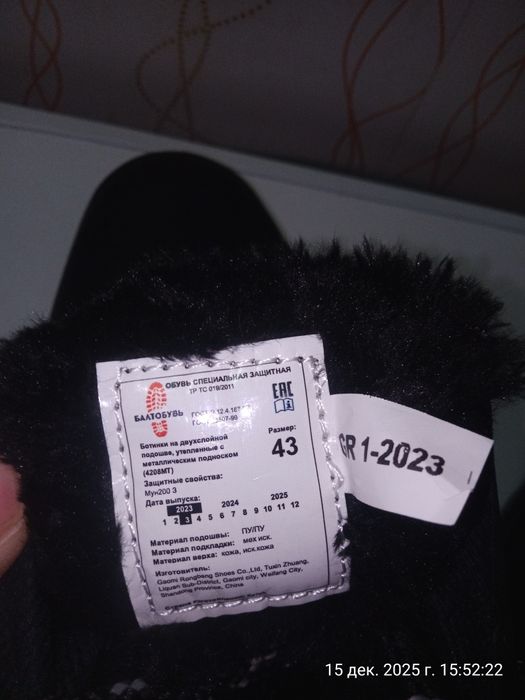 ОБУВЬ СПЕЦИАЛЬНАЯ ЗАЩИТНАЯ
ТР ТС 019/2011
БАЛТОБУВЬ
EAC
Ботинки на двухслойной
подошве, утепленные с
металлическим подноском
(4208МТ)
Размер:
43
Защитные свойства:
Мун200 З
Дата выпуска:
2023 2024 2025
1 2 3 4 5 6 7 8 9 10 11 12
Материал подошвы: ПУ/ПУ
Материал подкладки: мех иск.
Материал верха: кожа, иск.кожа
Изготовитель:
Gaomi Rongbang Shoes Co.,Ltd, Tuxin Zhuang,
Liquan Sub-District, Gaomi city, Weifang City,
Shandong Province, China
GR 1-2023
15 дек. 2025 г. 15:52:22